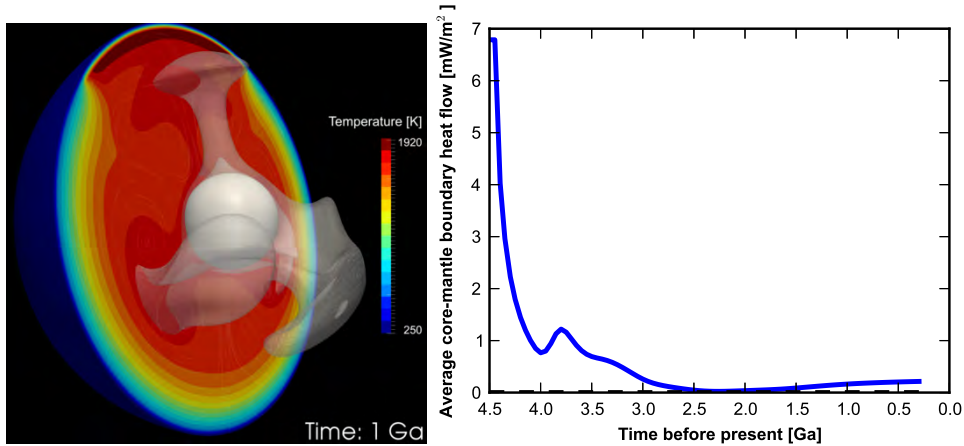 Temperature [K]
1920
250
Time: 1 Ga
Average core-mantle boundary heat flow [mW/m²]
7
6
5
4
3
2
1
0
4.5 4.0 3.5 3.0 2.5 2.0 1.5 1.0 0.5 0.0
Time before present [Ga]